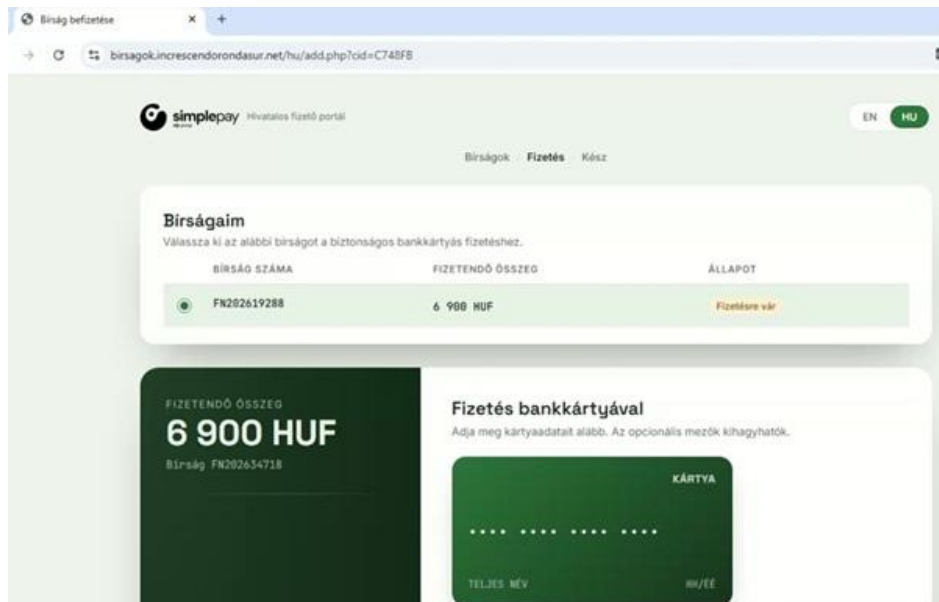 Bírság befizetése
birsagok.increscendorondasur.net/hu/add.php?cid=C748FB
simplepay Hivatalos fizető portál
EN HU
Bírságok Fizetés Kész
Bírságaim
Válassza ki az alábbi bírságot a biztonságos bankkártyás fizetéshez.
BÍRSÁG SZÁMA FIZETENDŐ ÖSSZEG ÁLLAPOT
FN202619288 6 900 HUF Fizetésre vár
FIZETENDŐ ÖSSZEG
6 900 HUF
Bírság FN202634718
Fizetés bankkártyával
Adja meg kártyaadatait alább. Az opcionális mezők kihagyhatók.
KÁRTYA
•••• •••• •••• ••••
TELJES NÉV HH/ÉÉ